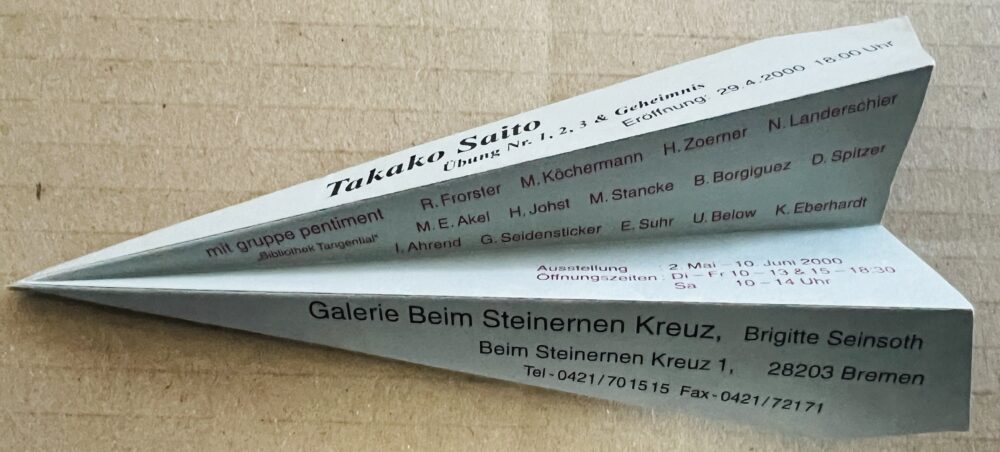 Takako Saito
Übung Nr. 1, 2, 3 & Geheimnis
Eröffnung: 29.4.2000 18.00 Uhr
mit gruppe pentiment
„Bibliothek Tangential"
R. Frorster M. Köchermann H. Zoerner N. Landerschier
M. E. Akel H. Johst M. Stancke B. Borgiguez D. Spitzer
I. Ahrend G. Seidensticker E. Suhr U. Below K. Eberhardt
Ausstellung : 2. Mai – 10. Juni 2000
Öffnungszeiten : Di – Fr 10 – 13 & 15 – 18:30
Sa 10 – 14 Uhr
Galerie Beim Steinernen Kreuz, Brigitte Seinsoth
Beim Steinernen Kreuz 1, 28203 Bremen
Tel - 0421/701515 Fax - 0421/72171